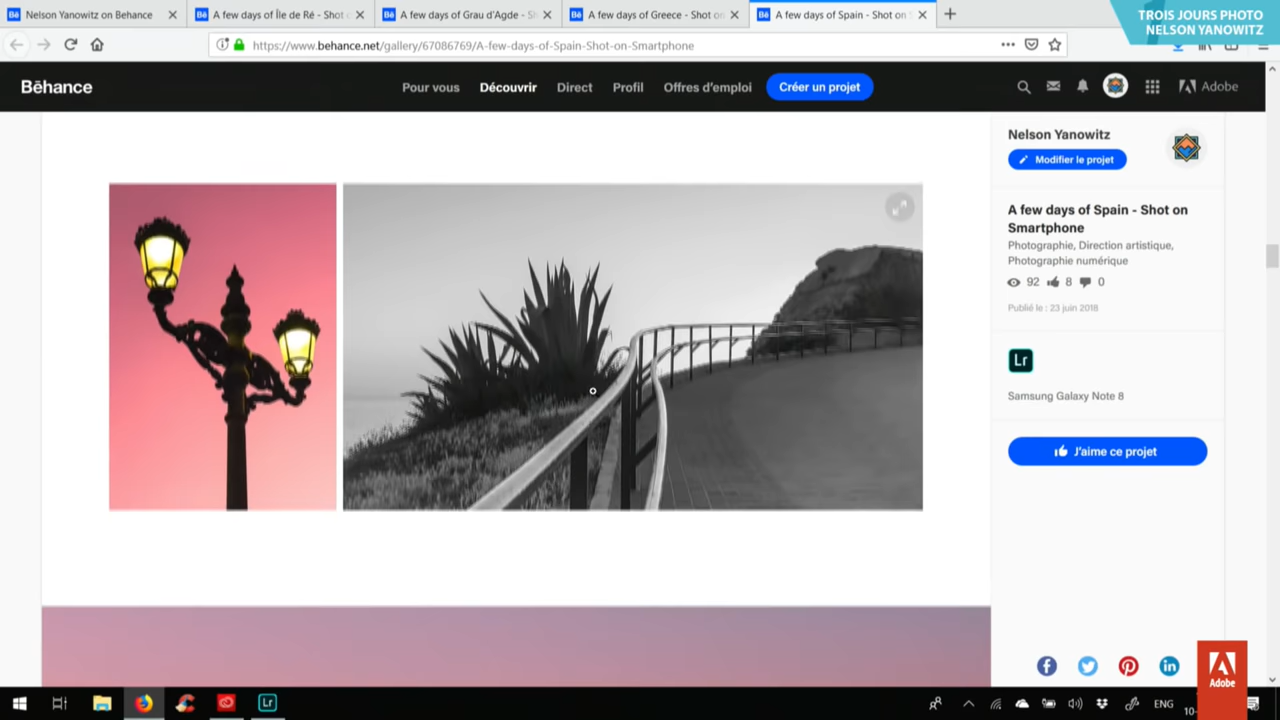 Nelson Yanowitz on Behance
A few days of Île de Ré - Shot
A few days of Grau d'Agde - S
A few days of Greece - Shot on
A few days of Spain - Shot on
TROIS JOURS PHOTO
NELSON YANOWITZ
https://www.behance.net/gallery/67086769/A-few-days-of-Spain-Shot-on-Smartphone
Bēhance
Pour vous
Découvrir
Direct
Profil
Offres d'emploi
Créer un projet
Adobe
Nelson Yanowitz
Modifier le projet
A few days of Spain - Shot on
Smartphone
Photographie, Direction artistique,
Photographie numérique
92 8 0
Publié le : 23 juin 2018
Lr
Samsung Galaxy Note 8
J'aime ce projet
Adobe
Lr
ENG
10-